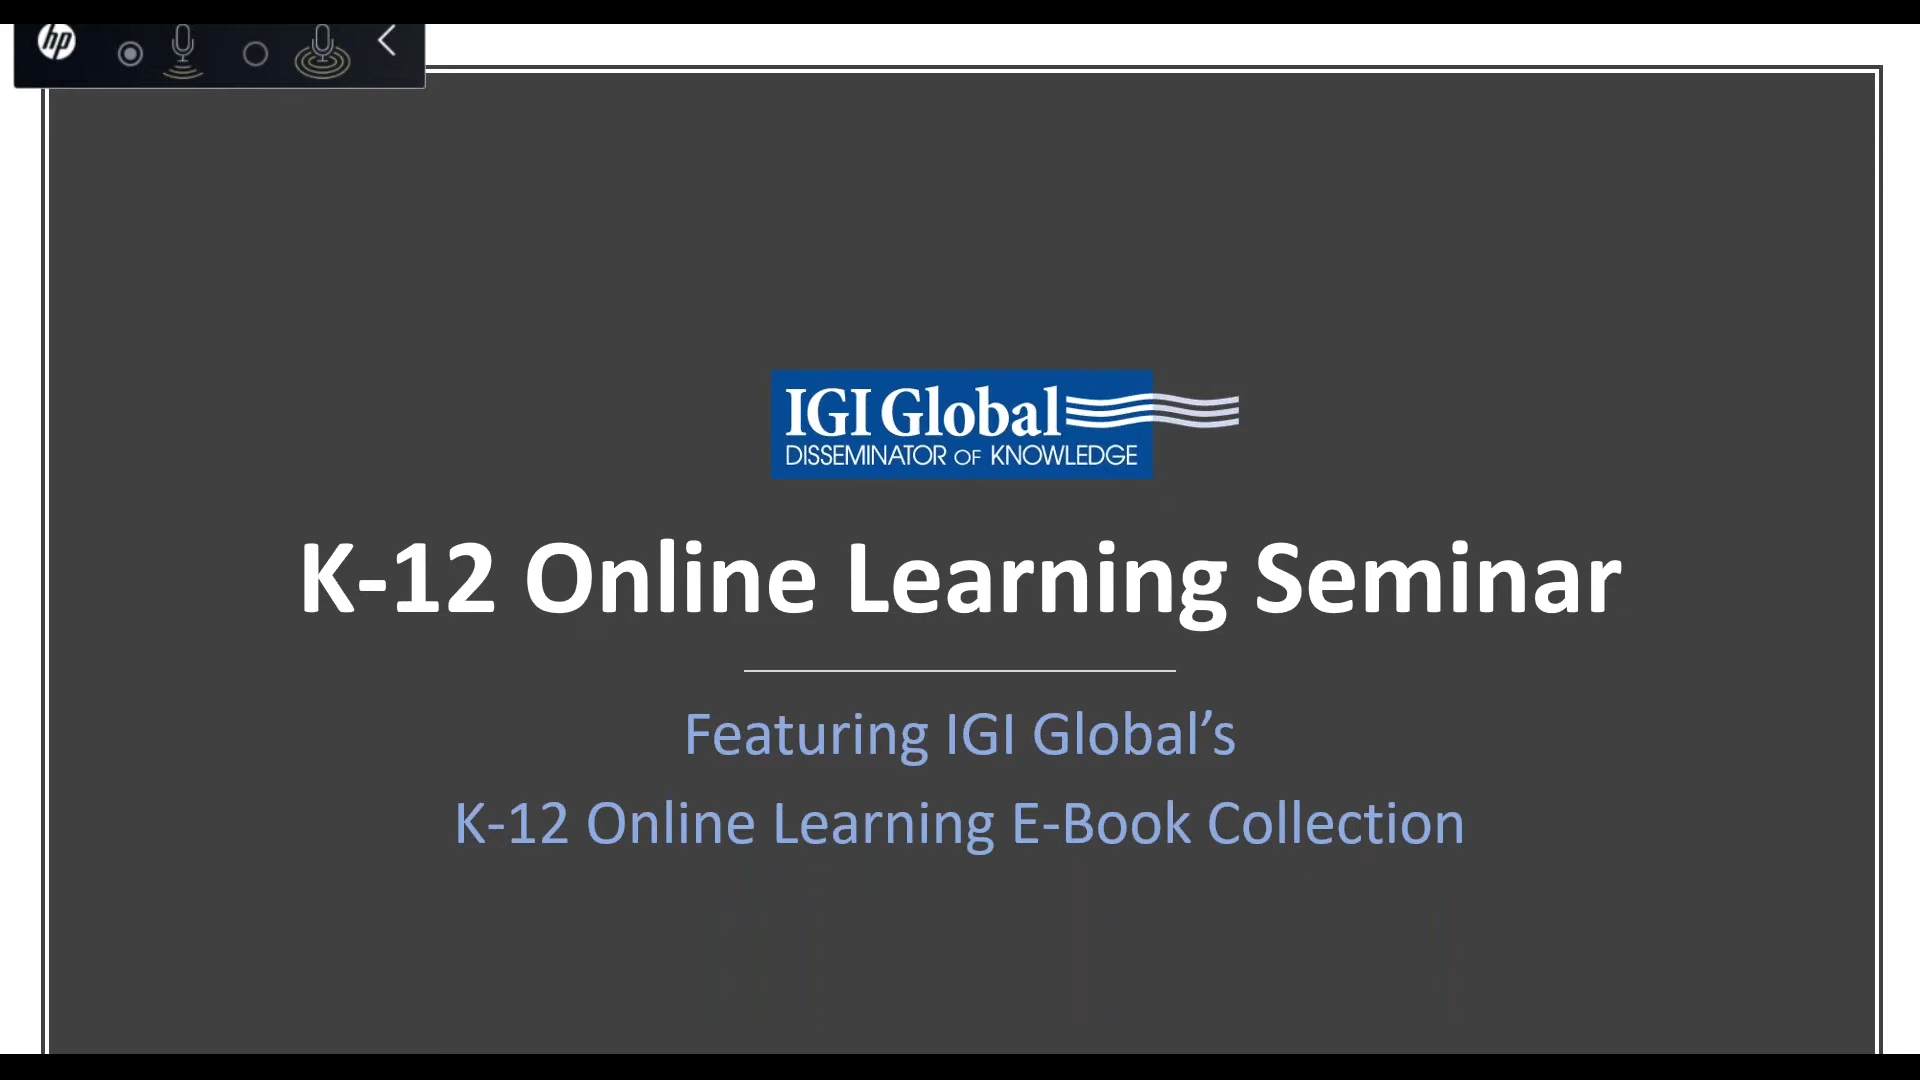 hp
IGI Global
DISSEMINATOR OF KNOWLEDGE
K-12 Online Learning Seminar
Featuring IGI Global’s
K-12 Online Learning E-Book Collection